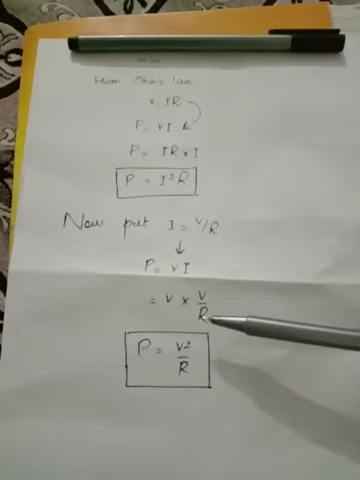 from Ohm's law
V = IR
P = VI
P = IR × I
P = I²R
Now put I = V/R
P = VI
= V × V/R
P = V²/R